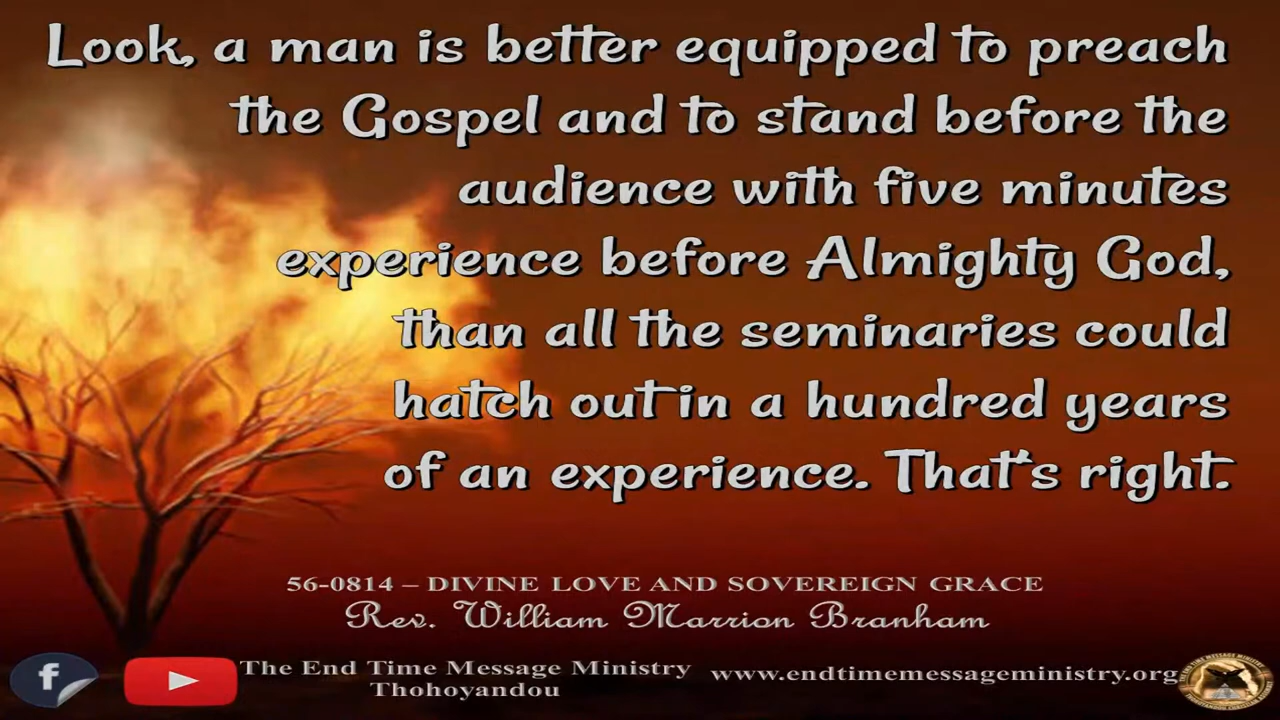 Look, a man is better equipped to preach
the Gospel and to stand before the
audience with five minutes
experience before Almighty God,
than all the seminaries could
hatch out in a hundred years
of an experience. That's right.
56-0814 – DIVINE LOVE AND SOVEREIGN GRACE
Rev. William Marrion Branham
The End Time Message Ministry
Thohoyandou
www.endtimemessageministry.org